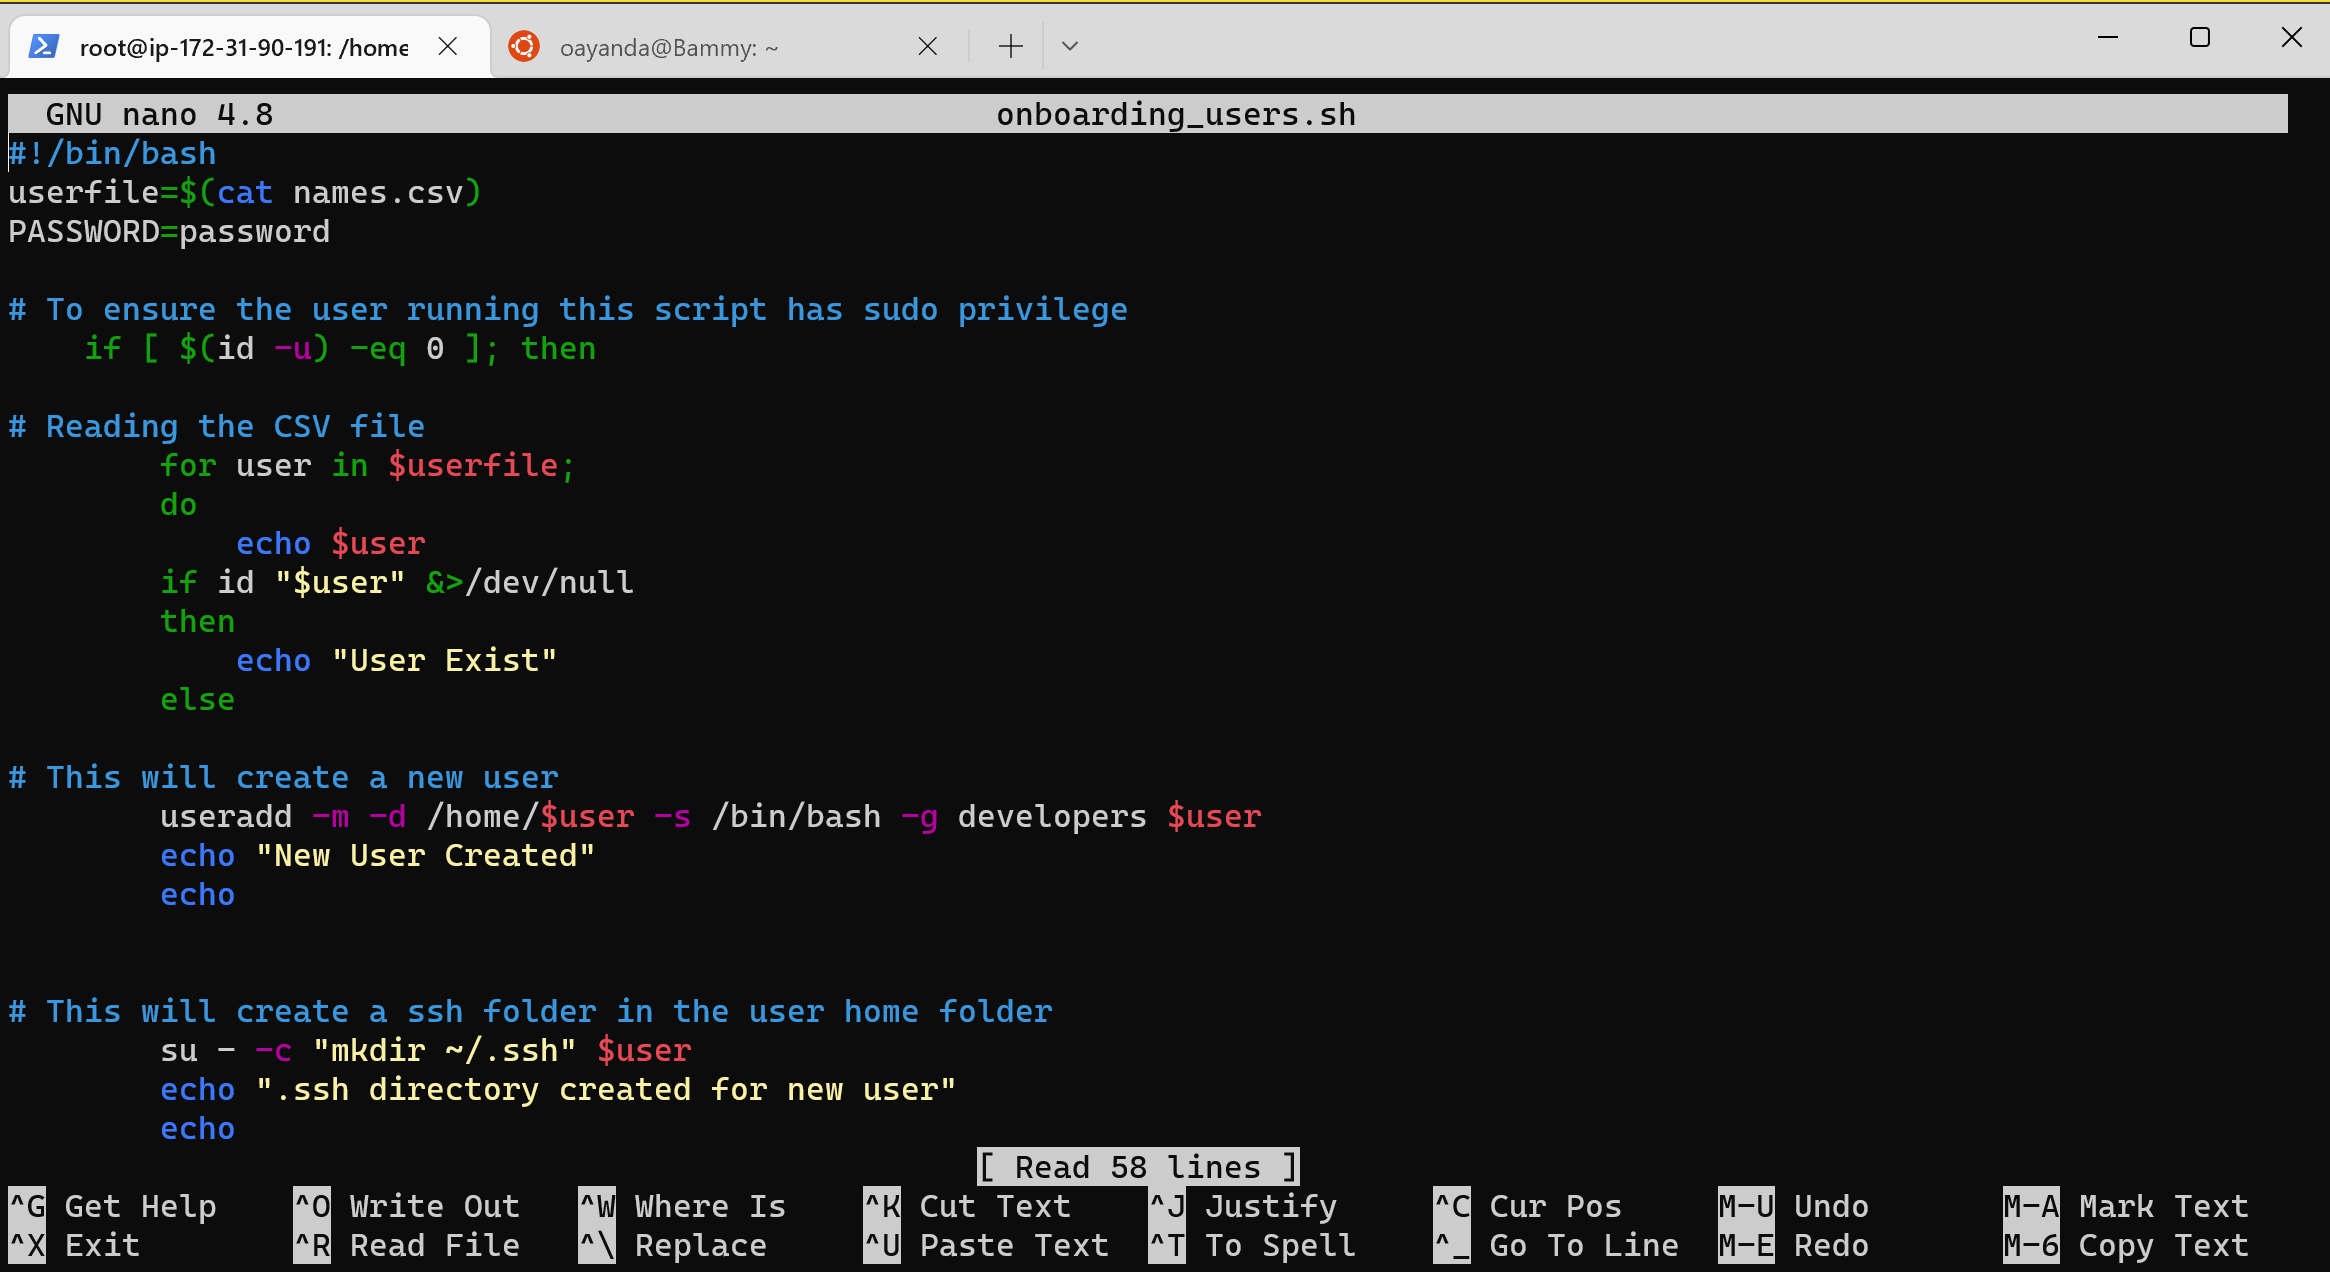 root@ip-172-31-90-191: /home
oayanda@Bammy: ~
GNU nano 4.8 onboarding_users.sh
#!/bin/bash
userfile=$(cat names.csv)
PASSWORD=password
# To ensure the user running this script has sudo privilege
if [ $(id -u) -eq 0 ]; then
# Reading the CSV file
for user in $userfile;
do
echo $user
if id "$user" &>/dev/null
then
echo "User Exist"
else
# This will create a new user
useradd -m -d /home/$user -s /bin/bash -g developers $user
echo "New User Created"
echo
# This will create a ssh folder in the user home folder
su - -c "mkdir ~/.ssh" $user
echo ".ssh directory created for new user"
echo
[ Read 58 lines ]
^G Get Help ^O Write Out ^W Where Is ^K Cut Text ^J Justify ^C Cur Pos M-U Undo M-A Mark Text
^X Exit ^R Read File ^\ Replace ^U Paste Text ^T To Spell ^_ Go To Line M-E Redo M-6 Copy Text